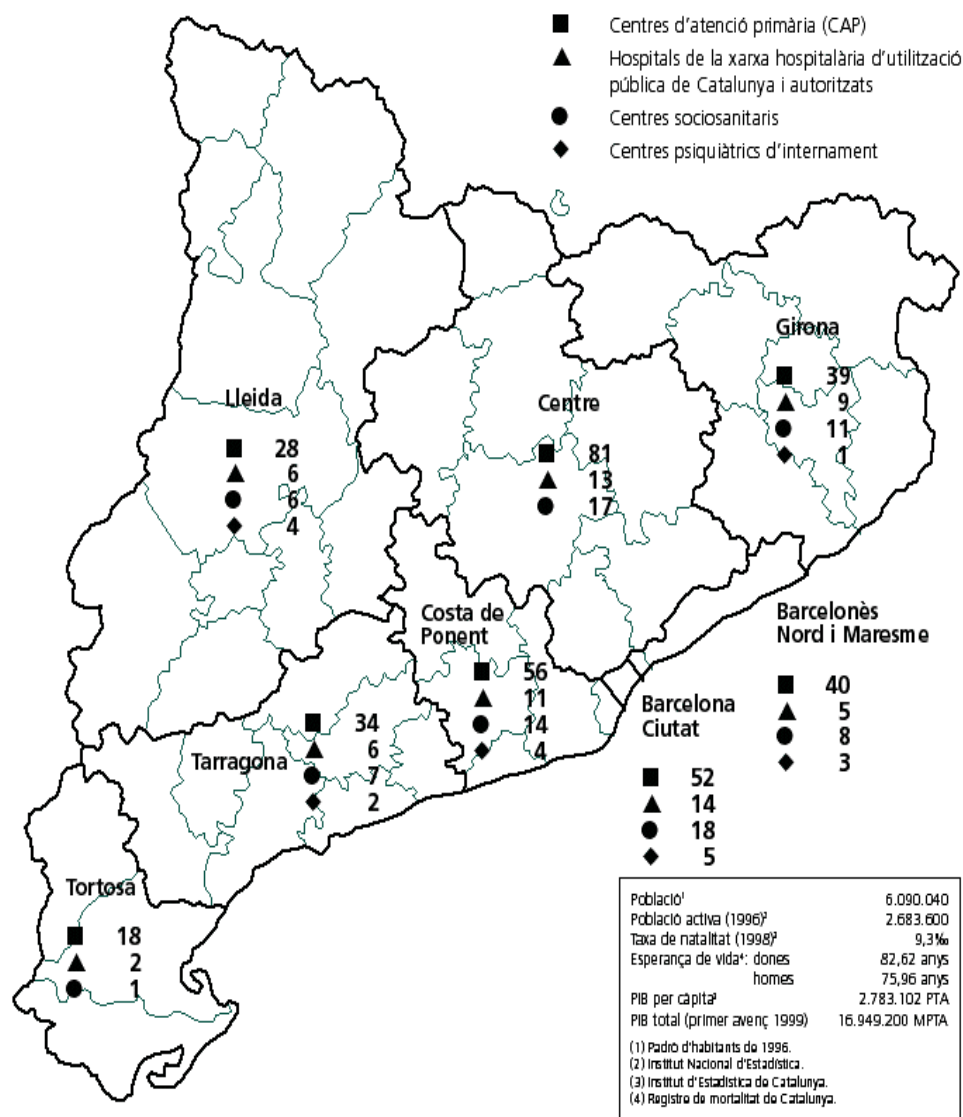 ■ Centres d'atenció primària (CAP)
▲ Hospitals de la xarxa hospitalària d'utilització
pública de Catalunya i autoritzats
● Centres sociosanitaris
◆ Centres psiquiàtrics d'internament
Girona
■ 39
▲ 9
● 11
◆ 1
Lleida
■ 28
▲ 6
● 6
◆ 4
Centre
■ 81
▲ 13
● 17
Costa de
Ponent
■ 56
▲ 11
● 14
◆ 4
Barcelonès
Nord i Maresme
■ 40
▲ 5
● 8
◆ 3
Barcelona
Ciutat
■ 52
▲ 14
● 18
◆ 5
Tarragona
■ 34
▲ 6
● 7
◆ 2
Tortosa
■ 18
▲ 2
● 1
Població¹ 6.090.040
Població activa (1996)² 2.683.600
Taxa de natalitat (1998)³ 9,3‰
Esperança de vida⁴: dones 82,62 anys
homes 75,96 anys
PIB per càpita³ 2.783.102 PTA
PIB total (primer avenç 1999) 16.949.200 MPTA
(1) Padró d'habitants de 1996.
(2) Institut Nacional d'Estadística.
(3) Institut d'Estadística de Catalunya.
(4) Registre de mortalitat de Catalunya.